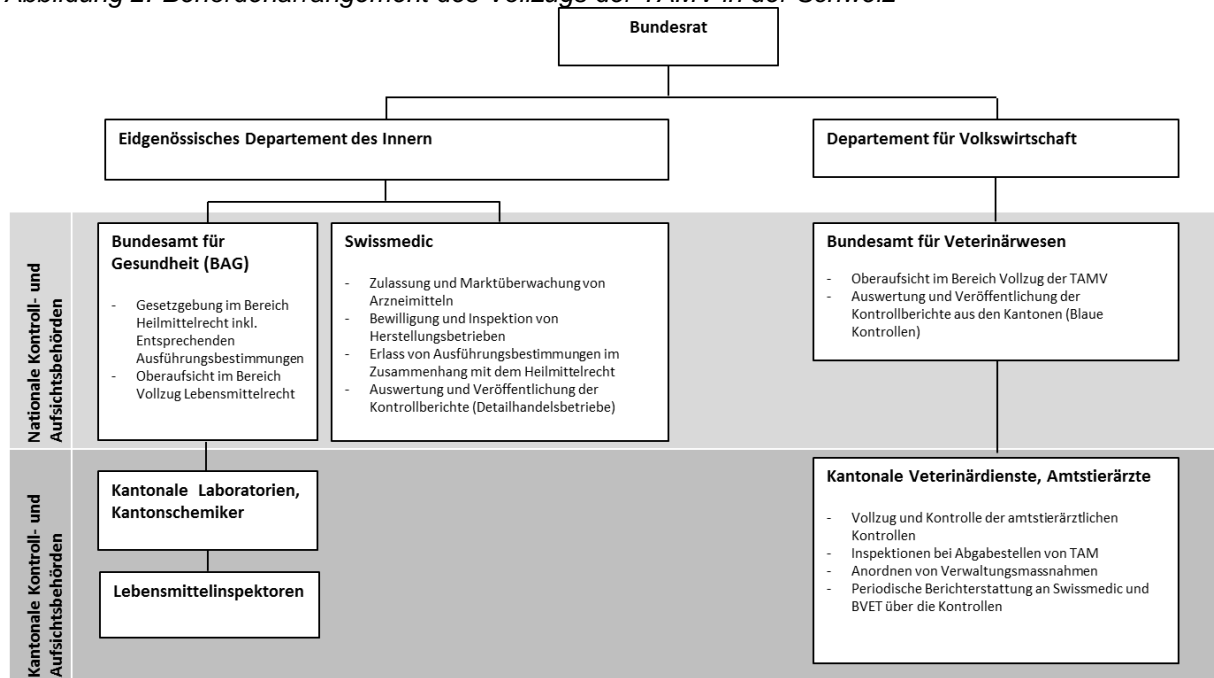 Abbildung 2: Behördenarrangement des Vollzugs der TAMV in der Schweiz
Bundesrat
Eidgenössisches Departement des Innern
Departement für Volkswirtschaft
Nationale Kontroll- und
Aufsichtsbehörden
Bundesamt für
Gesundheit (BAG)
- Gesetzgebung im Bereich
Heilmittelrecht inkl.
Entsprechenden
Ausführungsbestimmungen
- Oberaufsicht im Bereich
Vollzug Lebensmittelrecht
Swissmedic
- Zulassung und Marktüberwachung von
Arzneimitteln
- Bewilligung und Inspektion von
Herstellungsbetrieben
- Erlass von Ausführungsbestimmungen im
Zusammenhang mit dem Heilmittelrecht
- Auswertung und Veröffentlichung der
Kontrollberichte (Detailhandelsbetriebe)
Bundesamt für Veterinärwesen
- Oberaufsicht im Bereich Vollzug der TAMV
- Auswertung und Veröffentlichung der
Kontrollberichte aus den Kantonen (Blaue
Kontrollen)
Kantonale Kontroll- und
Aufsichtsbehörden
Kantonale Laboratorien,
Kantonschemiker
Lebensmittelinspektoren
Kantonale Veterinärdienste, Amtstierärzte
- Vollzug und Kontrolle der amtstierärztlichen
Kontrollen
- Inspektionen bei Abgabestellen von TAM
- Anordnen von Verwaltungsmassnahmen
- Periodische Berichterstattung an Swissmedic und
BVET über die Kontrollen